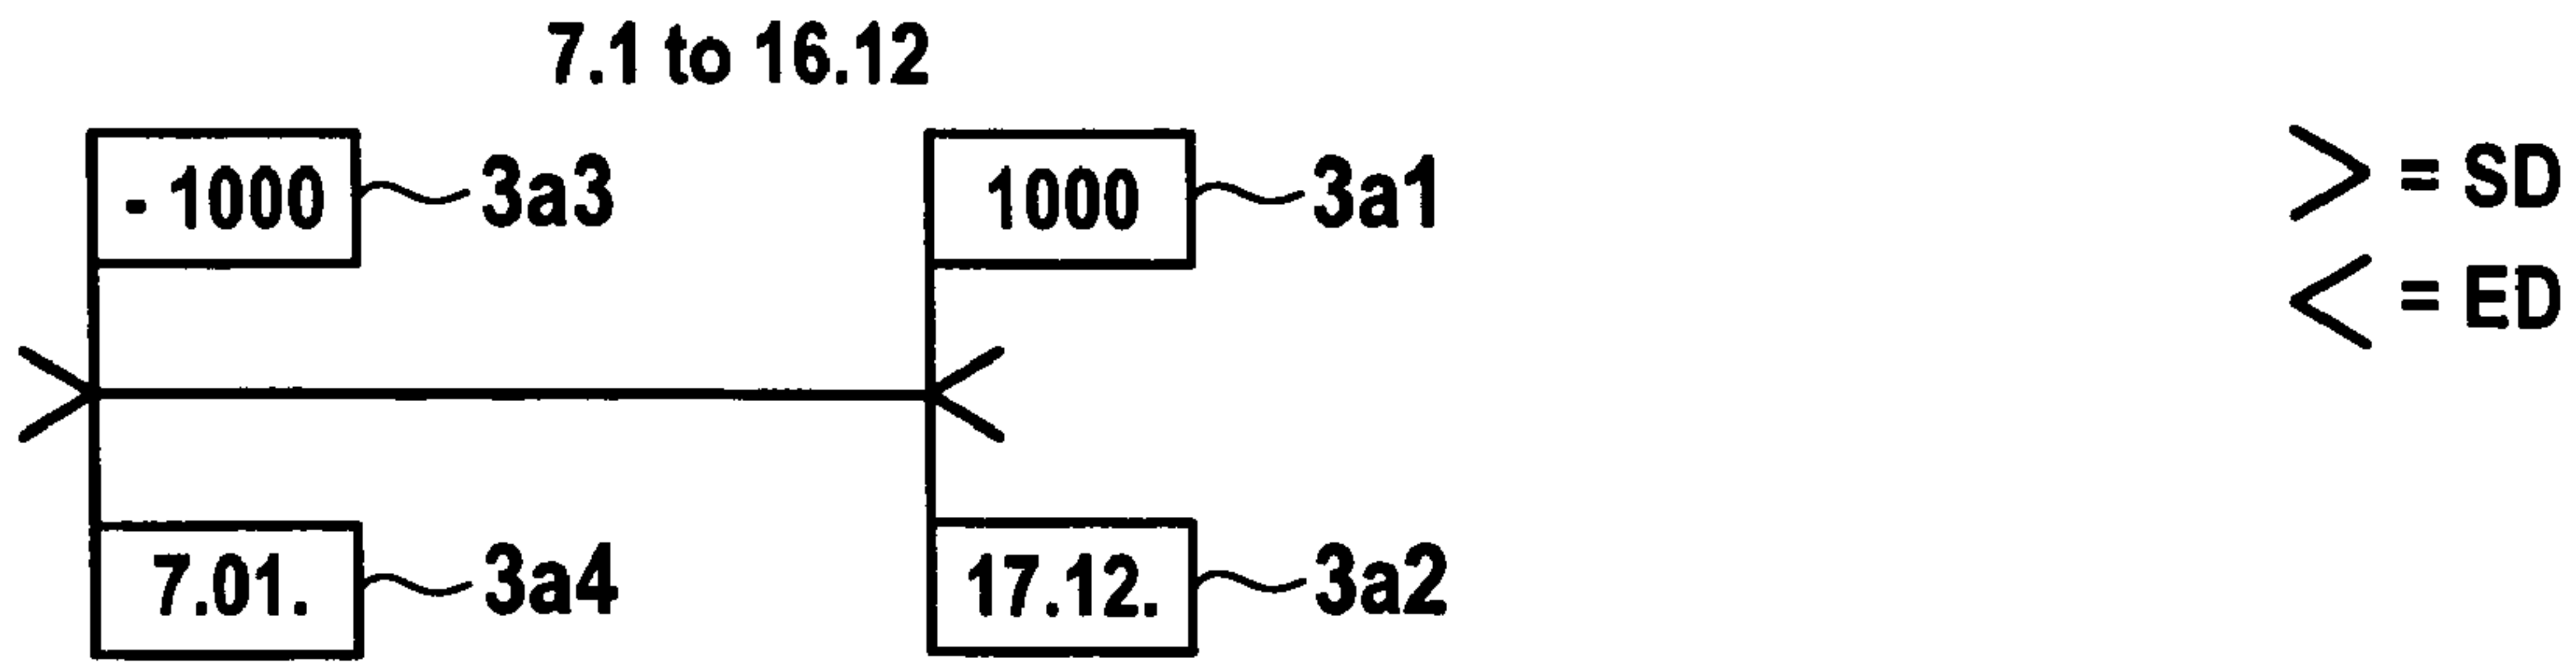 7.1 to 16.12
- 1000 3a3 1000 3a1 > = SD
< = ED
7.01. 3a4 17.12. 3a2